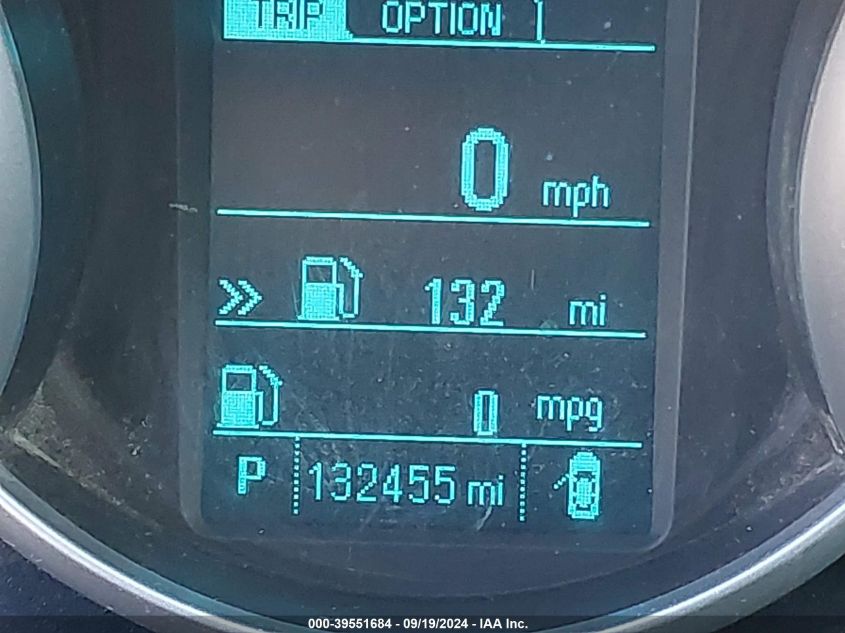 TRIP OPTION
0 mph
132 mi
0 mpg
P 132455 mi
000-39551684 - 09/19/2024 - IAA Inc.